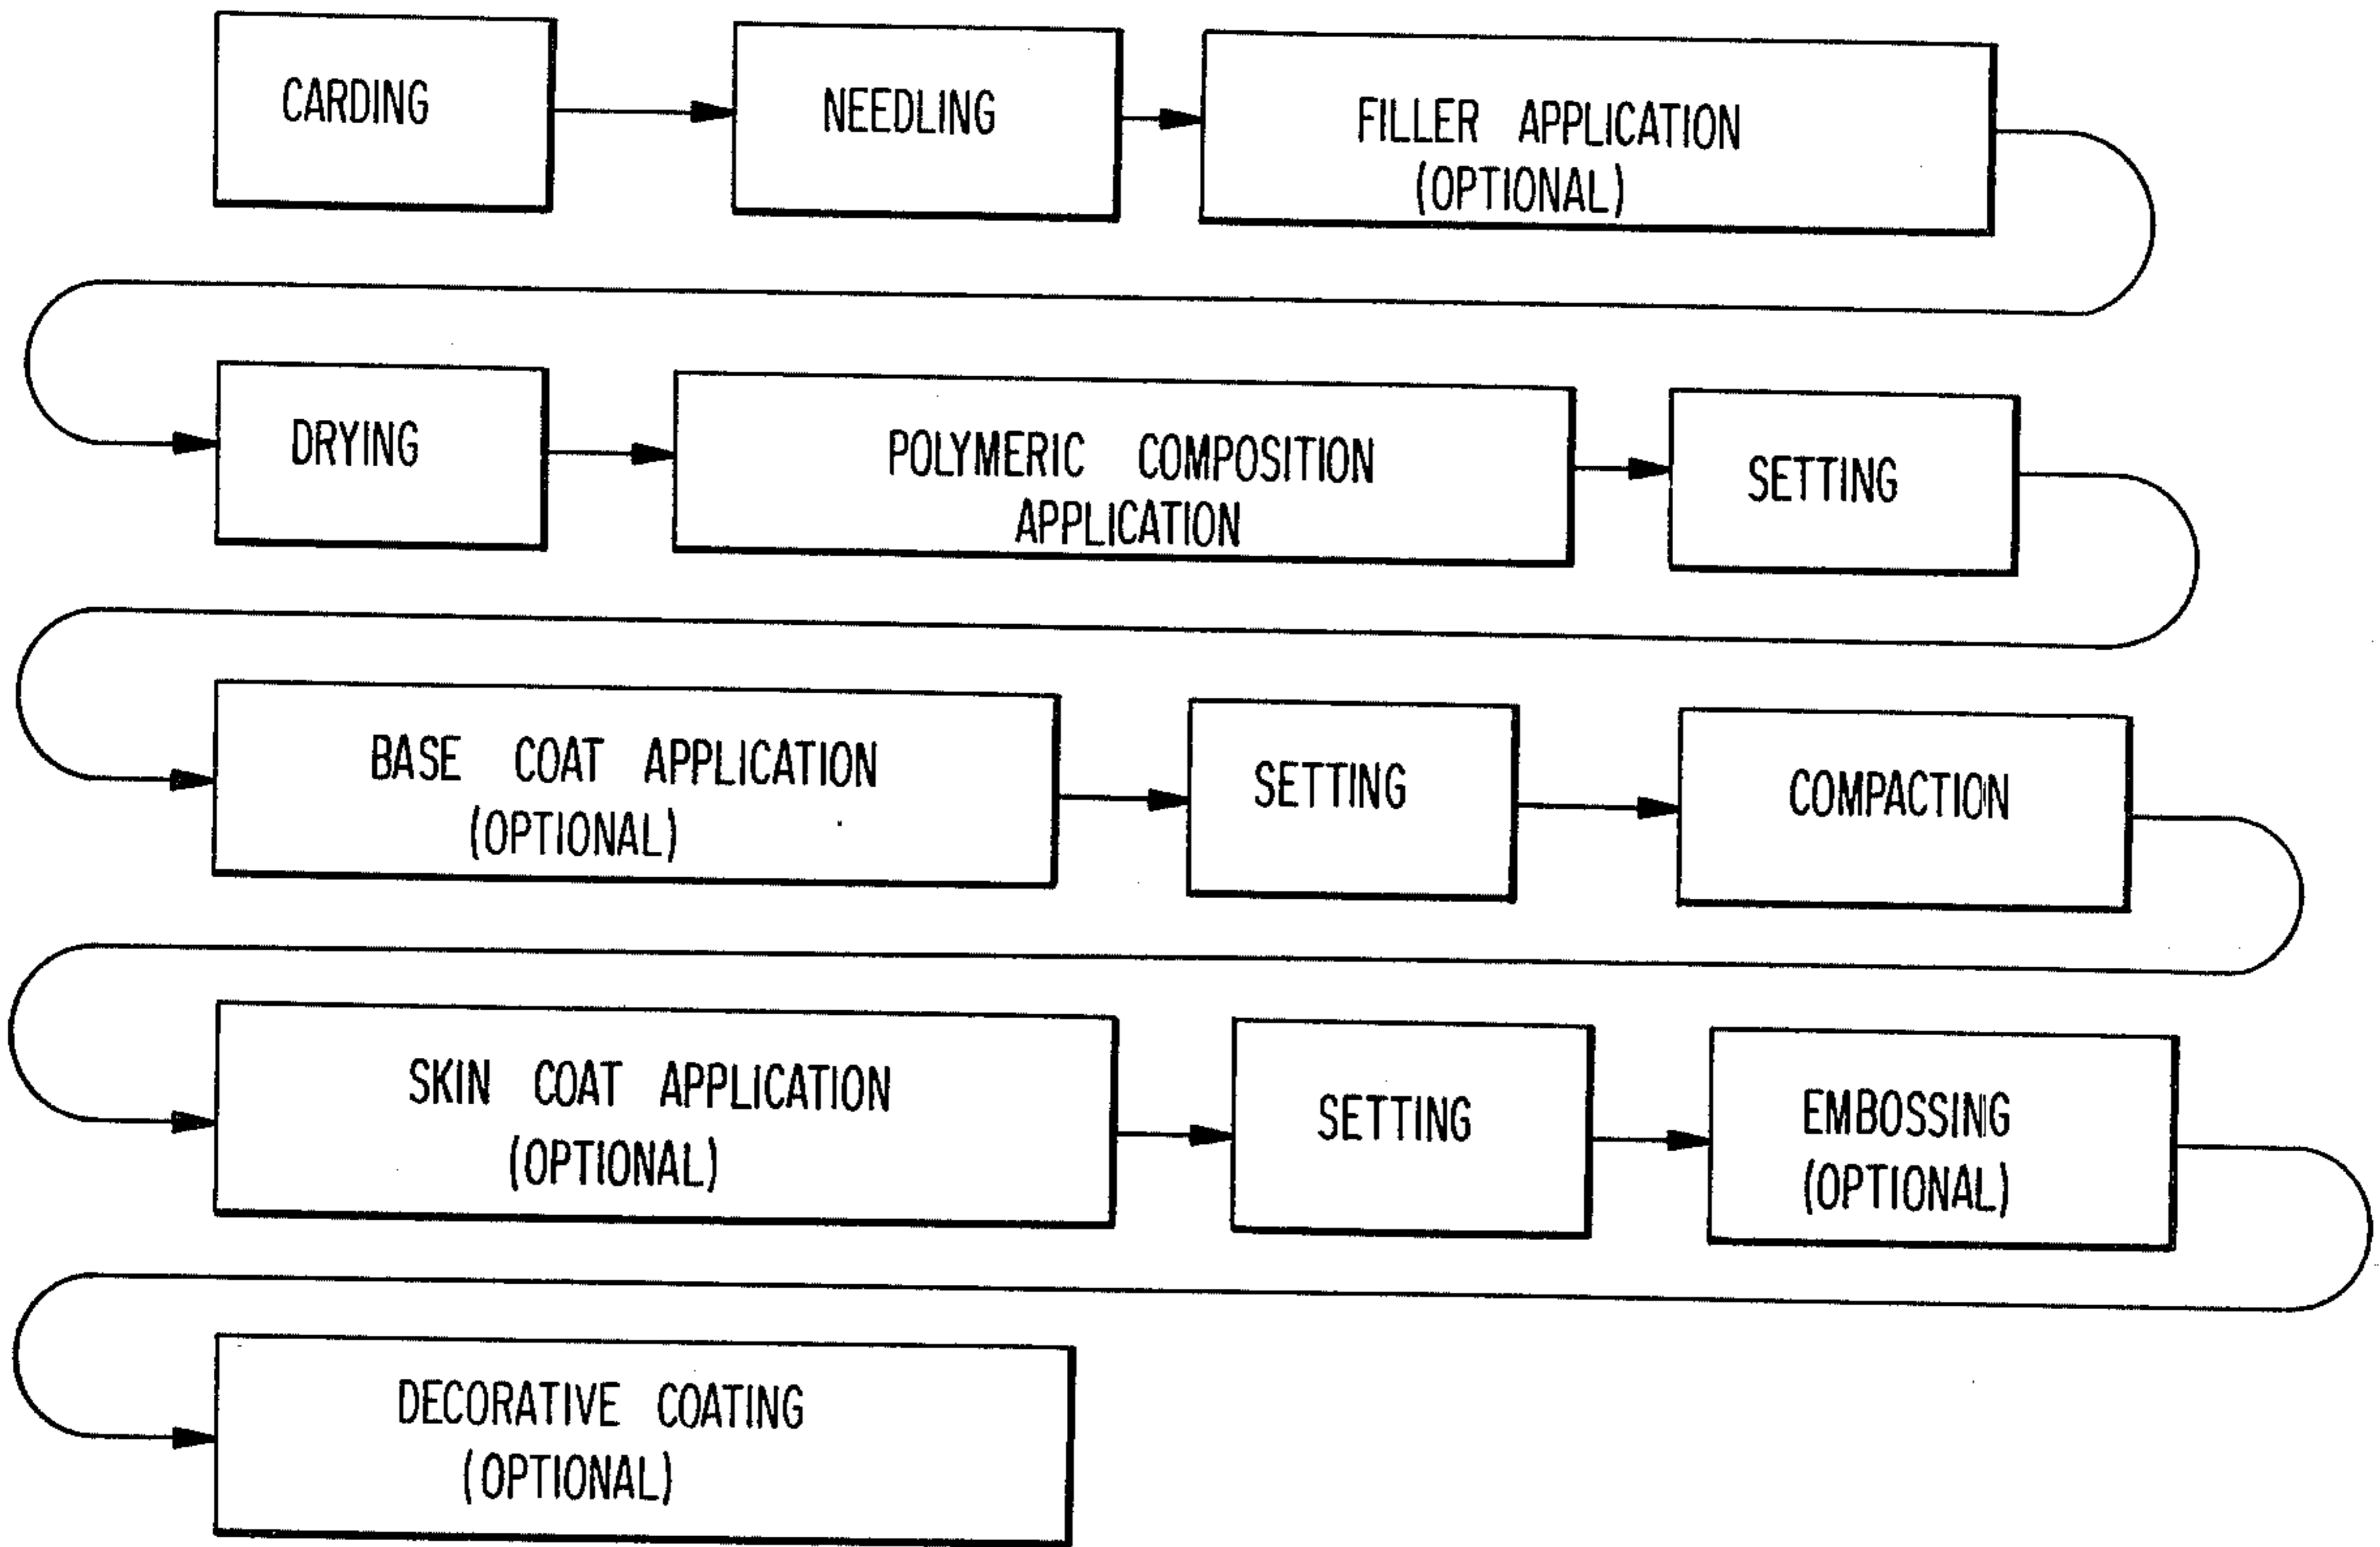 CARDING
NEEDLING
FILLER APPLICATION
(OPTIONAL)
DRYING
POLYMERIC COMPOSITION
APPLICATION
SETTING
BASE COAT APPLICATION
(OPTIONAL)
SETTING
COMPACTION
SKIN COAT APPLICATION
(OPTIONAL)
SETTING
EMBOSSING
(OPTIONAL)
DECORATIVE COATING
(OPTIONAL)